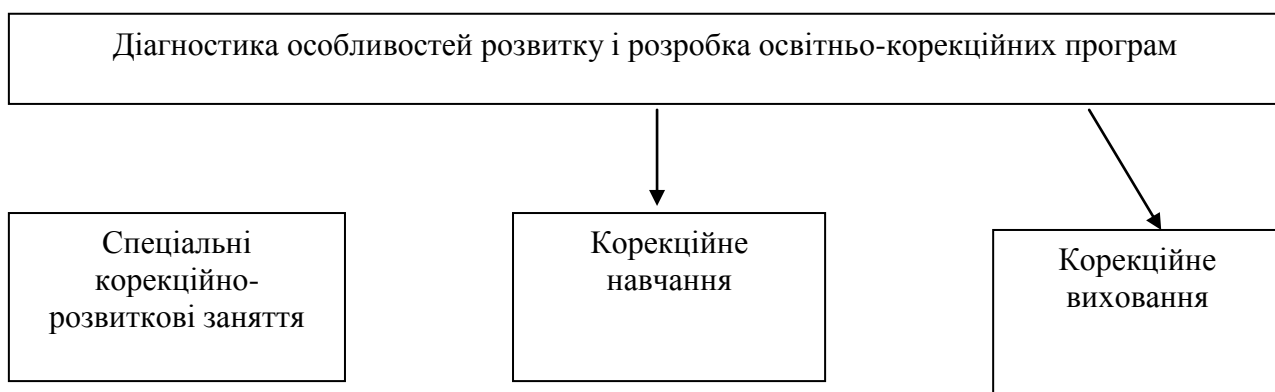 Діагностика особливостей розвитку і розробка освітньо-корекційних програм
Спеціальні
корекційно-
розвиткові заняття
Корекційне
навчання
Корекційне
виховання